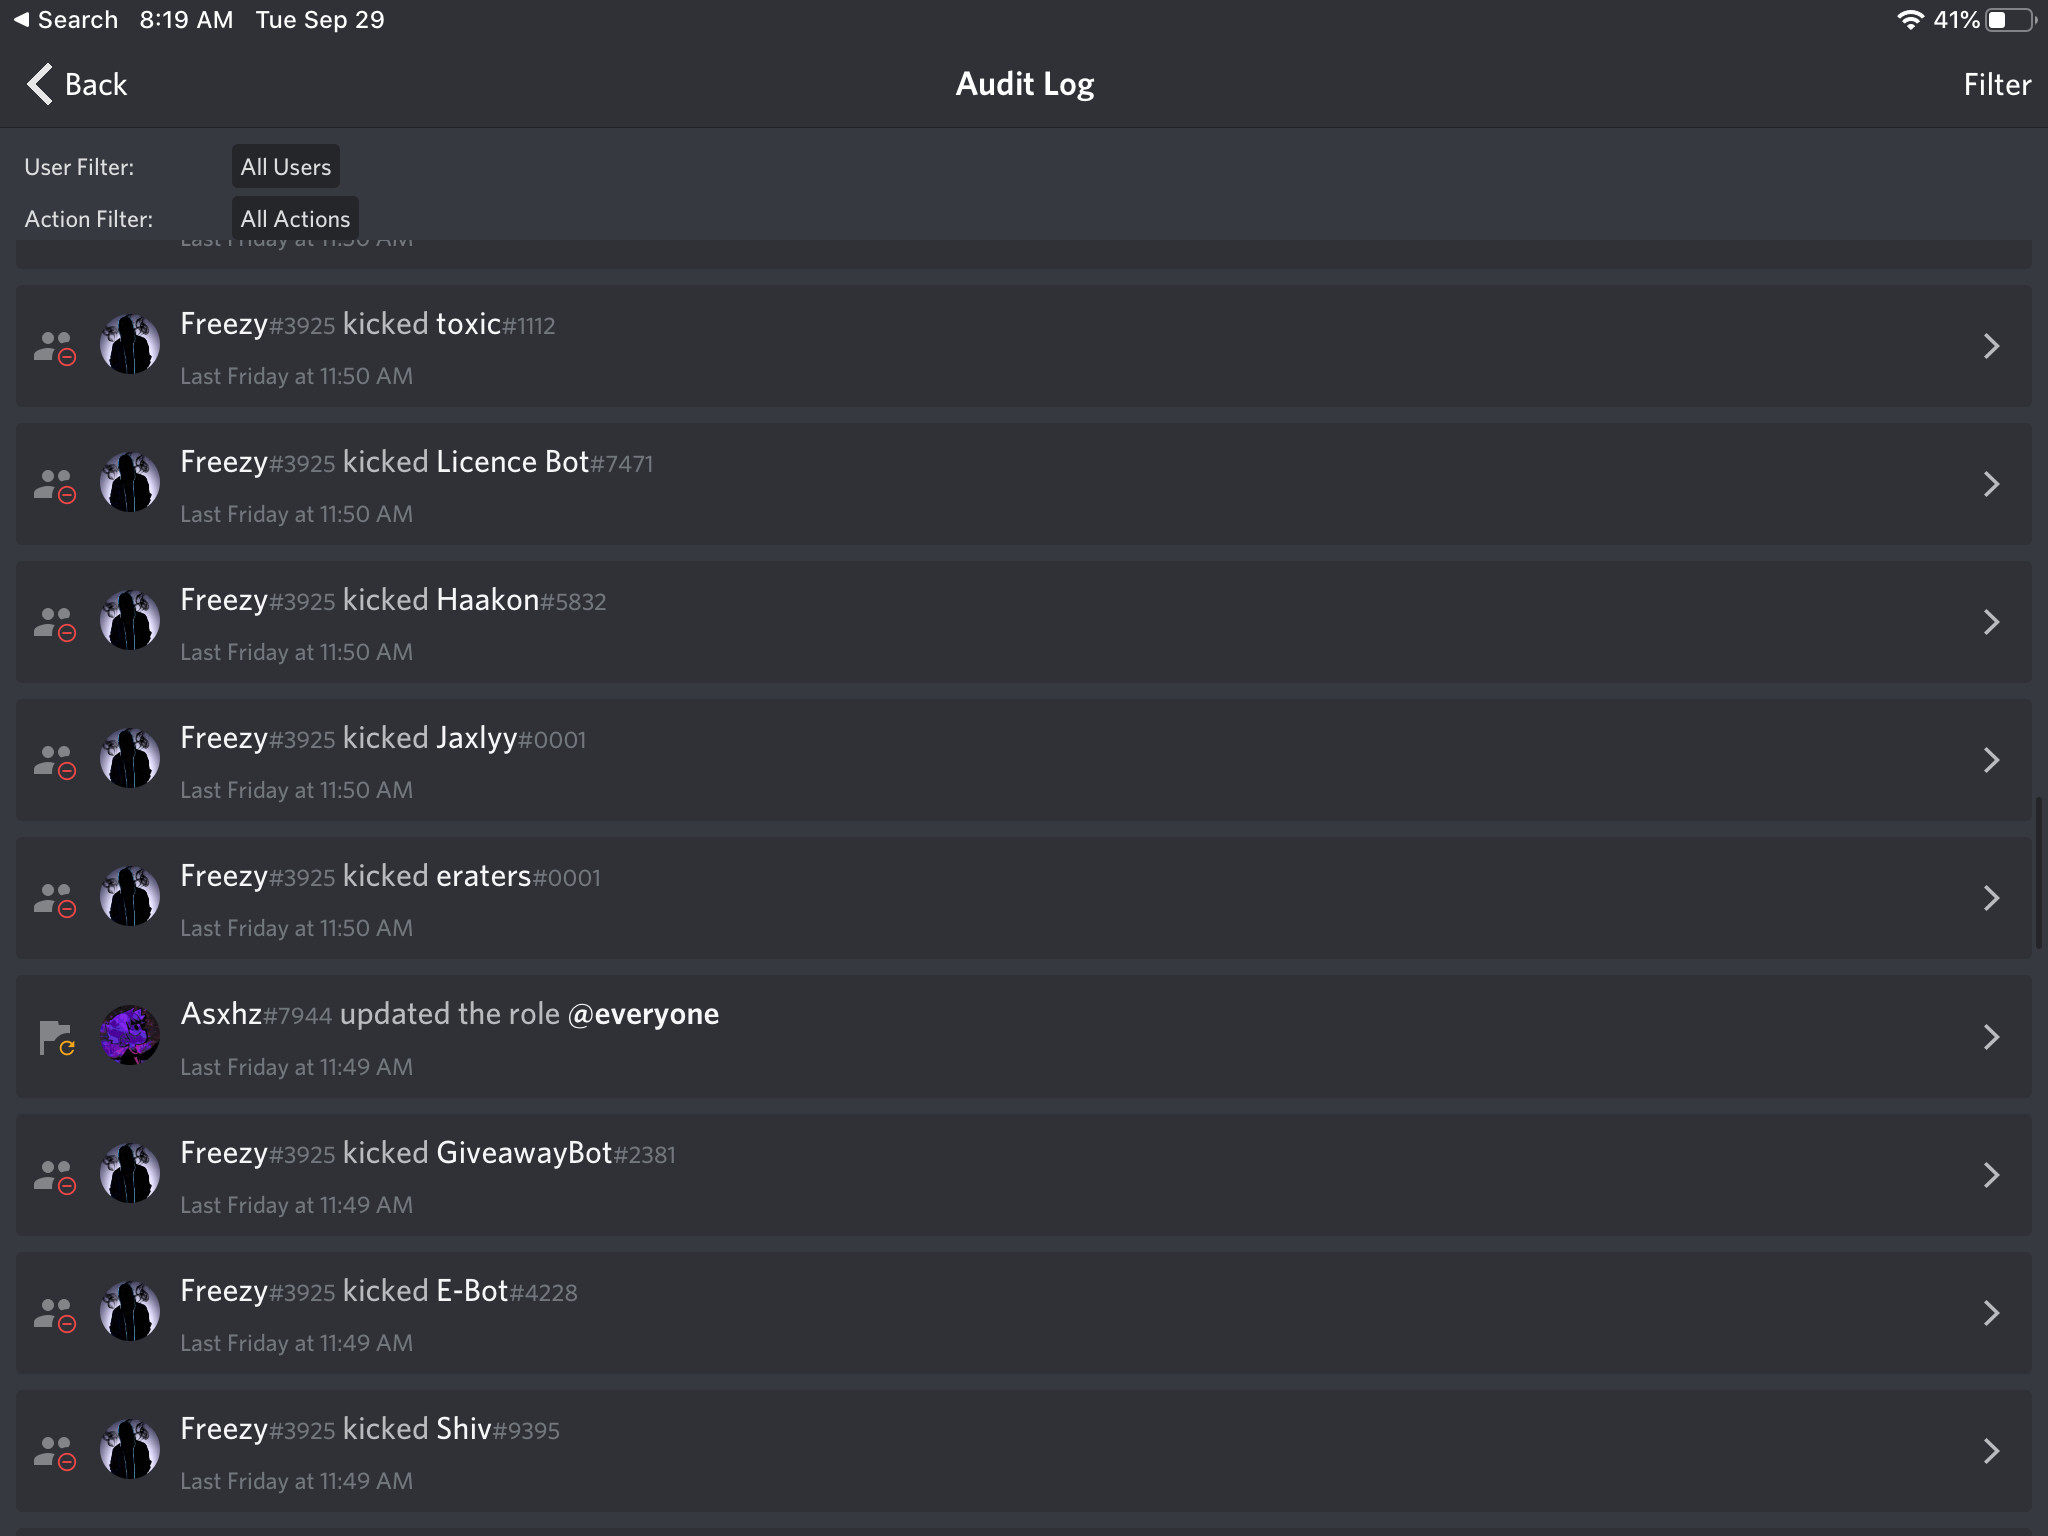 Search 8:19 AM Tue Sep 29 41%
Back Audit Log Filter
User Filter: All Users
Action Filter: All Actions
Last Friday at 11:50 AM
Freezy#3925 kicked toxic#1112
Last Friday at 11:50 AM
Freezy#3925 kicked Licence Bot#7471
Last Friday at 11:50 AM
Freezy#3925 kicked Haakon#5832
Last Friday at 11:50 AM
Freezy#3925 kicked Jaxlyy#0001
Last Friday at 11:50 AM
Freezy#3925 kicked eraters#0001
Last Friday at 11:50 AM
Asxhz#7944 updated the role @everyone
Last Friday at 11:49 AM
Freezy#3925 kicked GiveawayBot#2381
Last Friday at 11:49 AM
Freezy#3925 kicked E-Bot#4228
Last Friday at 11:49 AM
Freezy#3925 kicked Shiv#9395
Last Friday at 11:49 AM